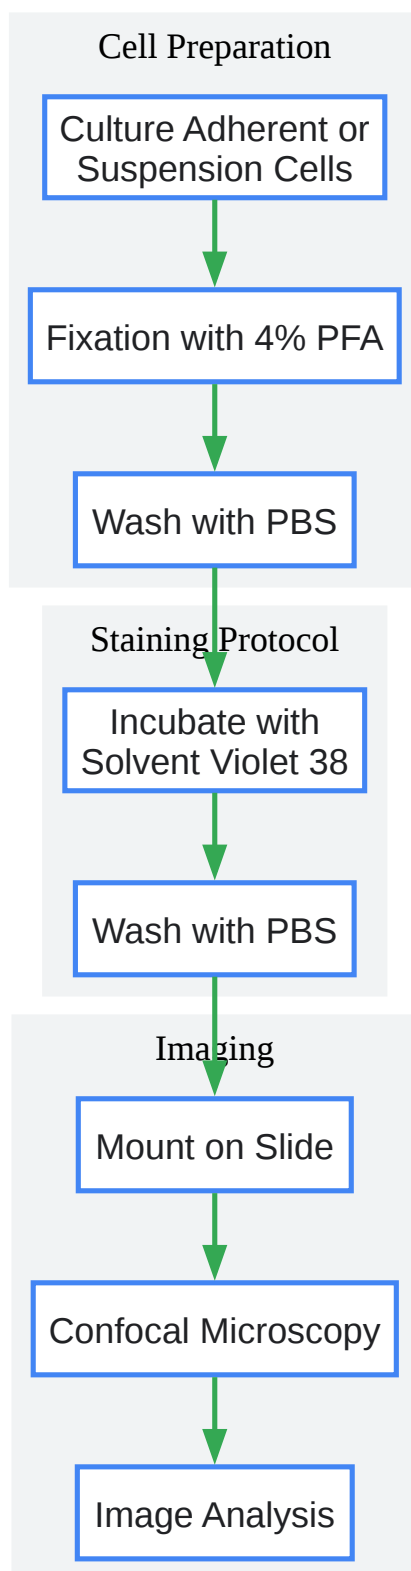 Cell Preparation
Culture Adherent or
Suspension Cells
Fixation with 4% PFA
Wash with PBS
Staining Protocol
Incubate with
Solvent Violet 38
Wash with PBS
Imaging
Mount on Slide
Confocal Microscopy
Image Analysis